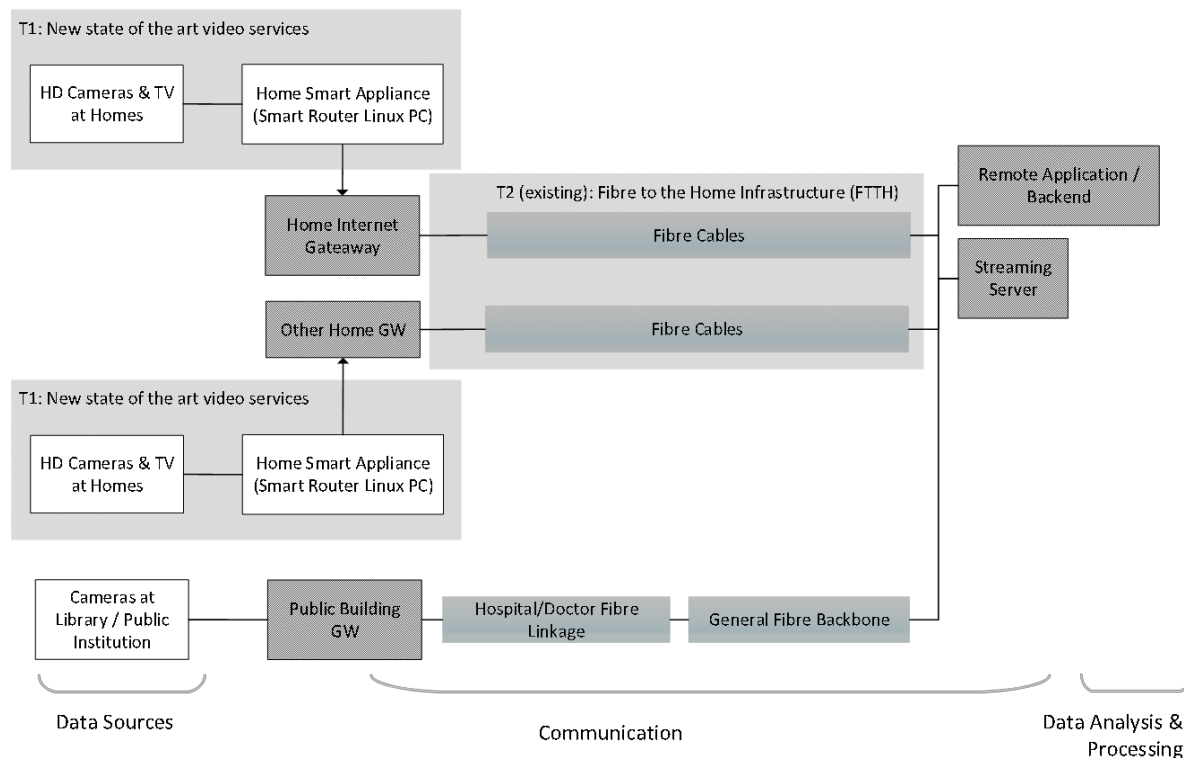 T1: New state of the art video services
HD Cameras & TV
at Homes
Home Smart Appliance
(Smart Router Linux PC)
Home Internet
Gateaway
T2 (existing): Fibre to the Home Infrastructure (FTTH)
Fibre Cables
Remote Application /
Backend
Streaming
Server
Other Home GW
Fibre Cables
T1: New state of the art video services
HD Cameras & TV
at Homes
Home Smart Appliance
(Smart Router Linux PC)
Cameras at
Library / Public
Institution
Public Building
GW
Hospital/Doctor Fibre
Linkage
General Fibre Backbone
Data Sources
Communication
Data Analysis &
Processing